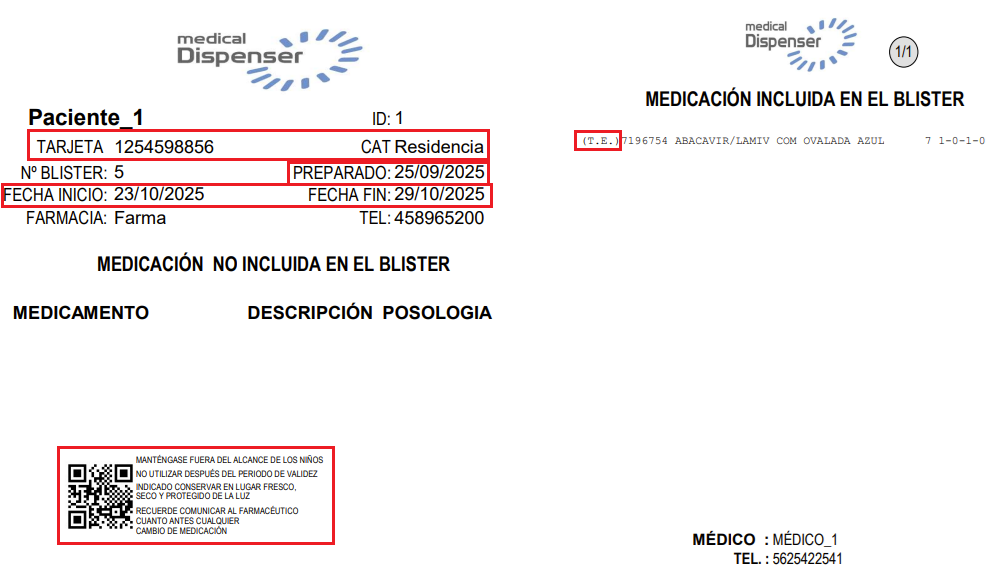 medical
Dispenser
Paciente_1 ID: 1
TARJETA 1254598856 CAT Residencia
Nº BLISTER: 5 PREPARADO: 25/09/2025
FECHA INICIO: 23/10/2025 FECHA FIN: 29/10/2025
FARMACIA: Farma TEL: 458965200
MEDICACIÓN NO INCLUIDA EN EL BLISTER
MEDICAMENTO DESCRIPCIÓN POSOLOGIA
MANTÉNGASE FUERA DEL ALCANCE DE LOS NIÑOS
NO UTILIZAR DESPUÉS DEL PERIODO DE VALIDEZ
INDICADO CONSERVAR EN LUGAR FRESCO,
SECO Y PROTEGIDO DE LA LUZ
RECUERDE COMUNICAR AL FARMACÉUTICO
CUANTO ANTES CUALQUIER
CAMBIO DE MEDICACIÓN
medical
Dispenser
1/1
MEDICACIÓN INCLUIDA EN EL BLISTER
(T.E.)7196754 ABACAVIR/LAMIV COM OVALADA AZUL 7 1-0-1-0
MÉDICO : MÉDICO_1
TEL. : 5625422541